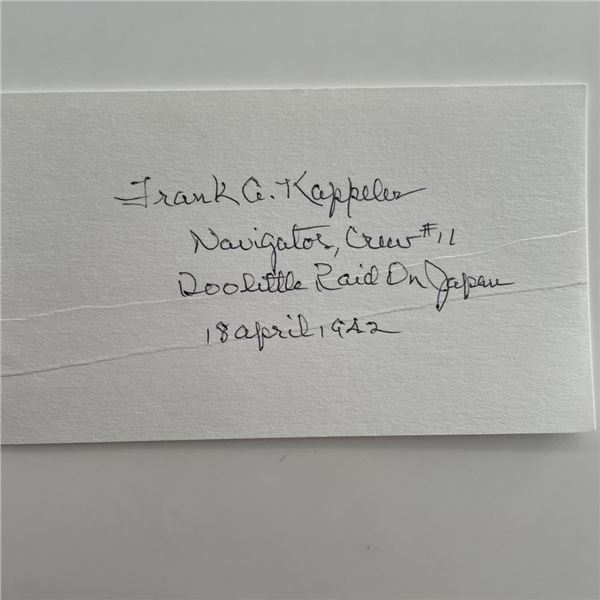 Frank A. Kappeler
Navigator, Crew #11
Doolittle Raid On Japan
18 april 1942